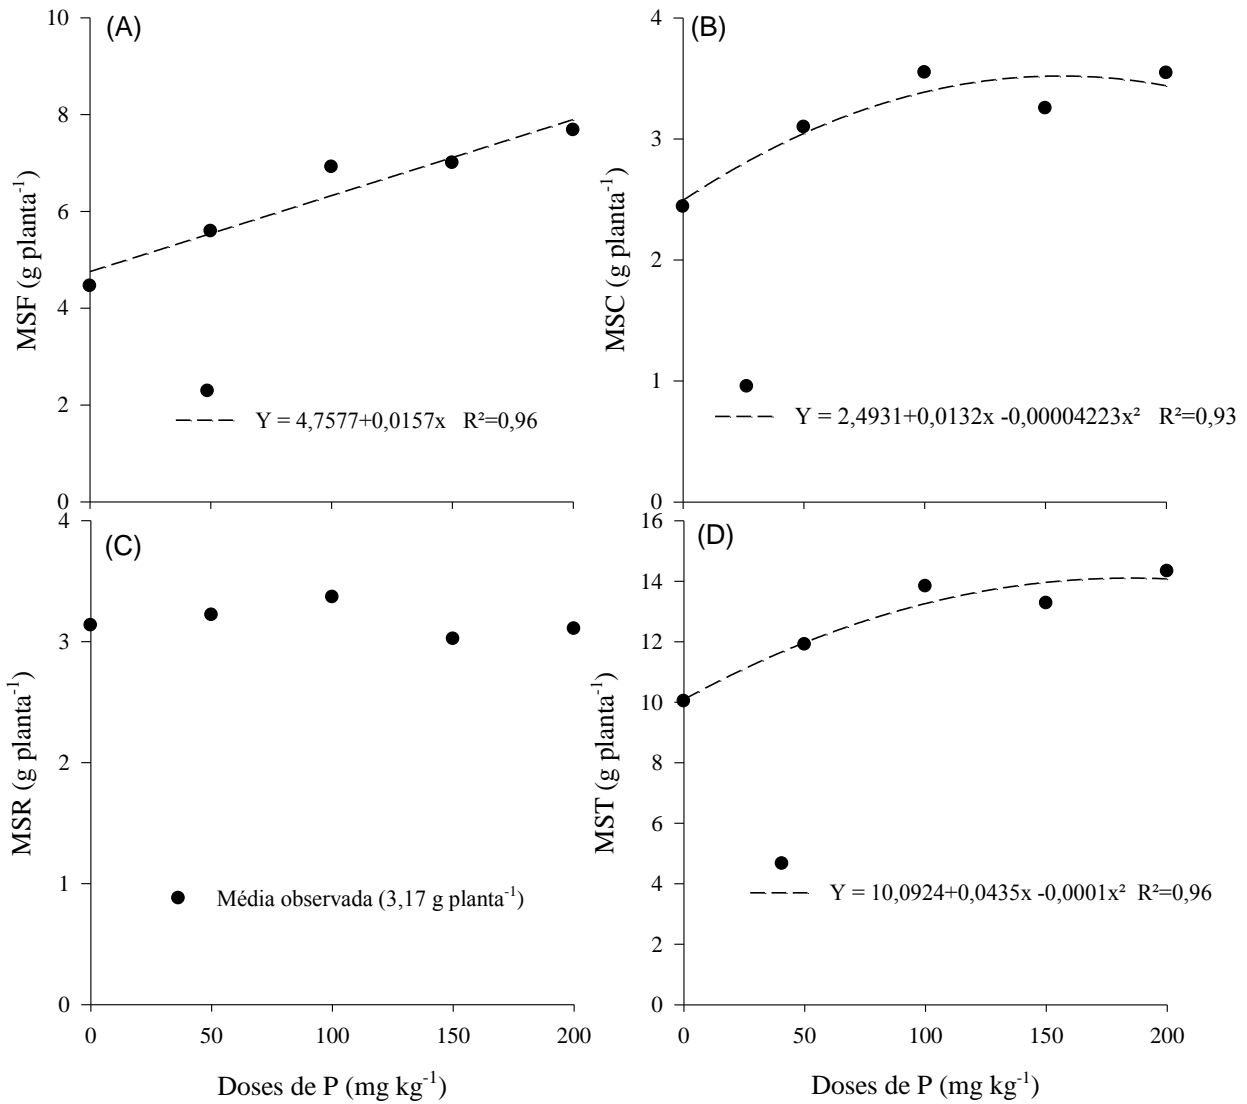 (A)
10
8
6
4
2
0
MSF (g planta⁻¹)
Y = 4,7577+0,0157x R²=0,96
(B)
4
3
2
1
0
MSC (g planta⁻¹)
Y = 2,4931+0,0132x -0,00004223x² R²=0,93
(C)
4
3
2
1
0
MSR (g planta⁻¹)
Média observada (3,17 g planta⁻¹)
0 50 100 150 200
Doses de P (mg kg⁻¹)
(D)
16
14
12
10
8
6
4
2
0
MST (g planta⁻¹)
Y = 10,0924+0,0435x -0,0001x² R²=0,96
0 50 100 150 200
Doses de P (mg kg⁻¹)